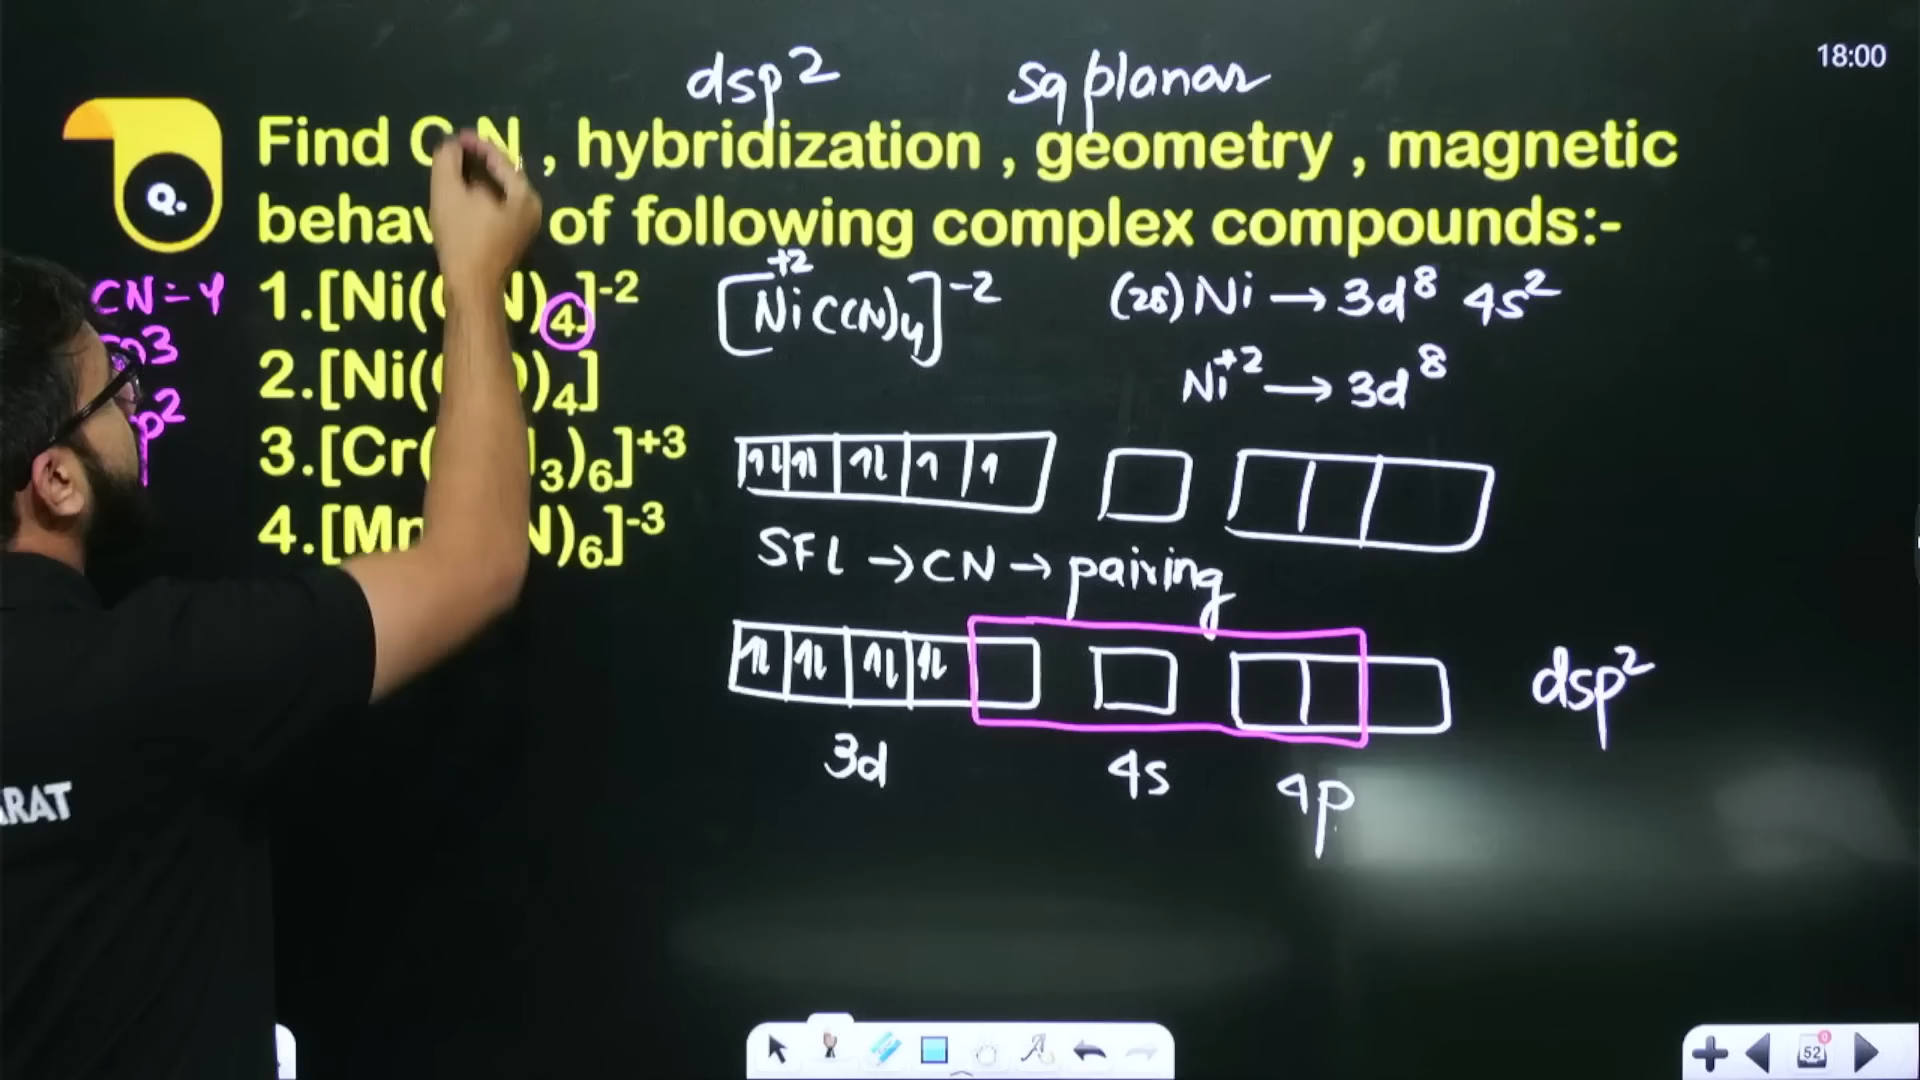 dsp² sq planar
18:00
Find C.N , hybridization , geometry , magnetic
Q.
of following complex compounds:-
CN=4
1.[Ni( N)4.]-2
[Ni(CN)4]-2
+2
(28) Ni → 3d8 4s2
sp3
2.[Ni( )4]
Ni+2 → 3d8
p2
3.[Cr( 3)6]+3
4.[Mn N)6]-3
SFL → CN → pairing
dsp2
3d 4s 4p
RAT
52